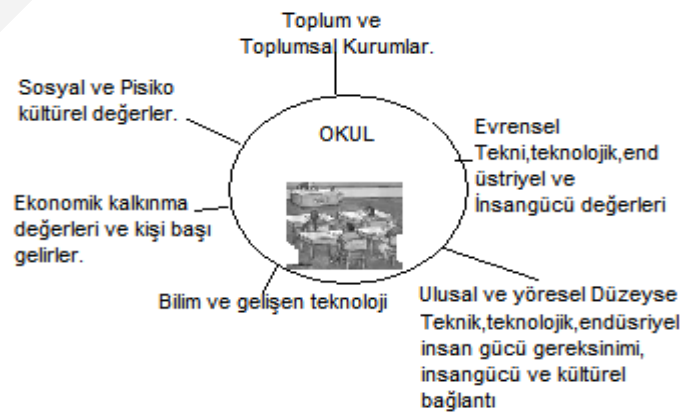 Toplum ve
Toplumsal Kurumlar.
Sosyal ve Pisiko
kültürel değerler.
OKUL
Evrensel
Tekni,teknolojik,end
üstriyel ve
İnsangücü değerleri
Ekonomik kalkınma
değerleri ve kişi başı
gelirler.
Bilim ve gelişen teknoloji
Ulusal ve yöresel Düzeyse
Teknik,teknolojik,endüsriyel
insan gücü gereksinimi,
insangücü ve kültürel
bağlantı